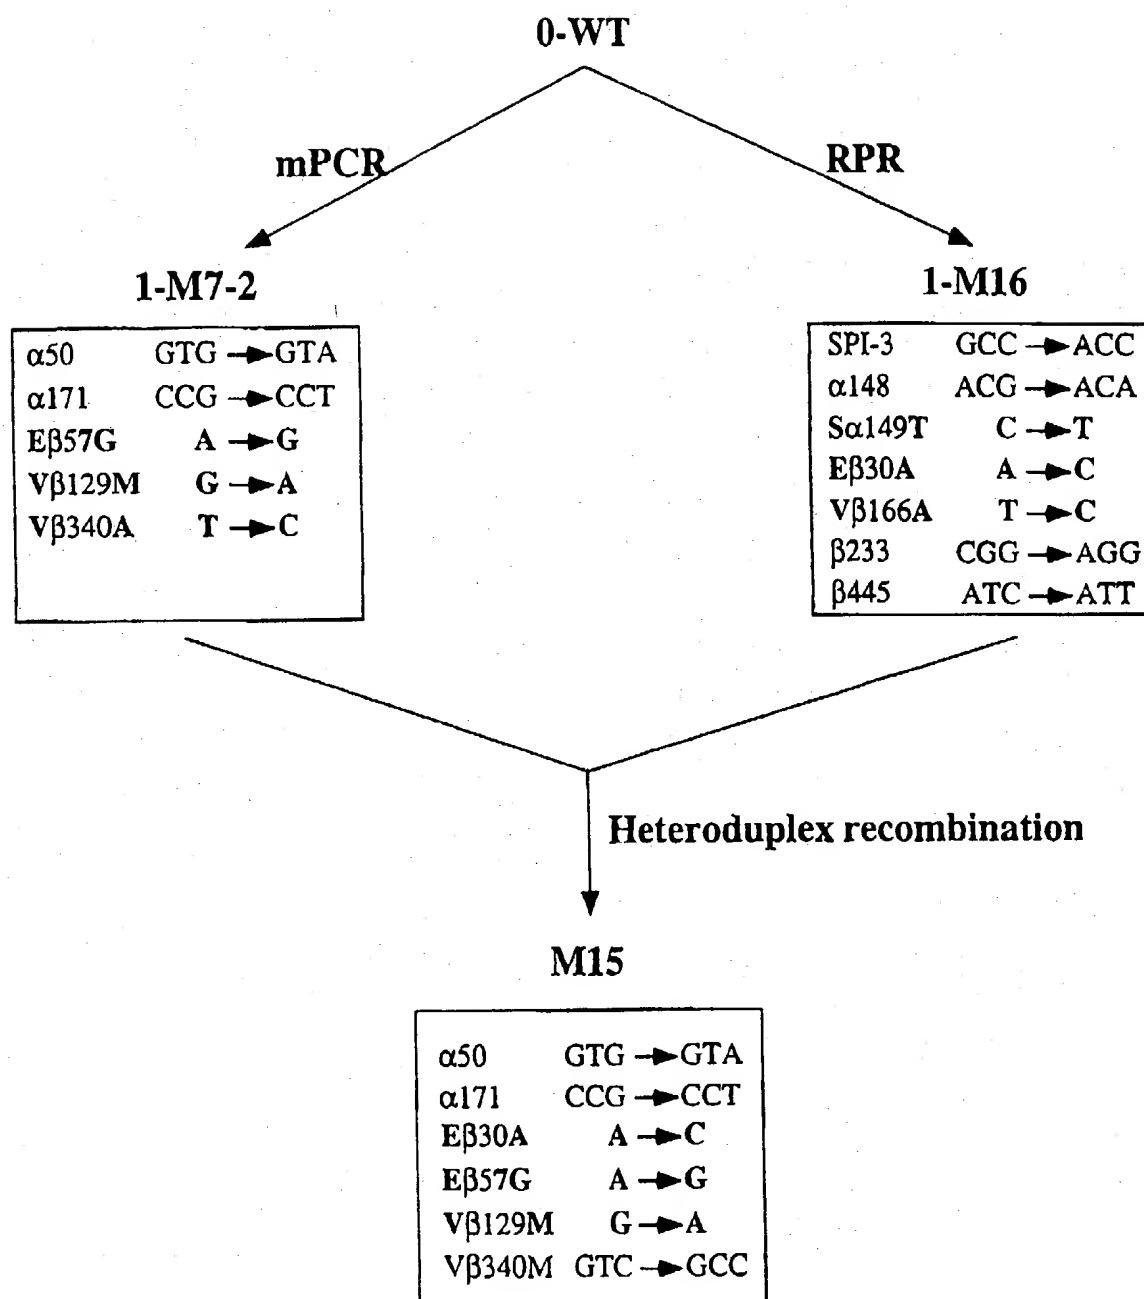 0-WT
mPCR
RPR
1-M7-2
α50 GTG → GTA
α171 CCG → CCT
Eβ57G A → G
Vβ129M G → A
Vβ340A T → C
1-M16
SPI-3 GCC → ACC
α148 ACG → ACA
Sα149T C → T
Eβ30A A → C
Vβ166A T → C
β233 CGG → AGG
β445 ATC → ATT
Heteroduplex recombination
M15
α50 GTG → GTA
α171 CCG → CCT
Eβ30A A → C
Eβ57G A → G
Vβ129M G → A
Vβ340M GTC → GCC